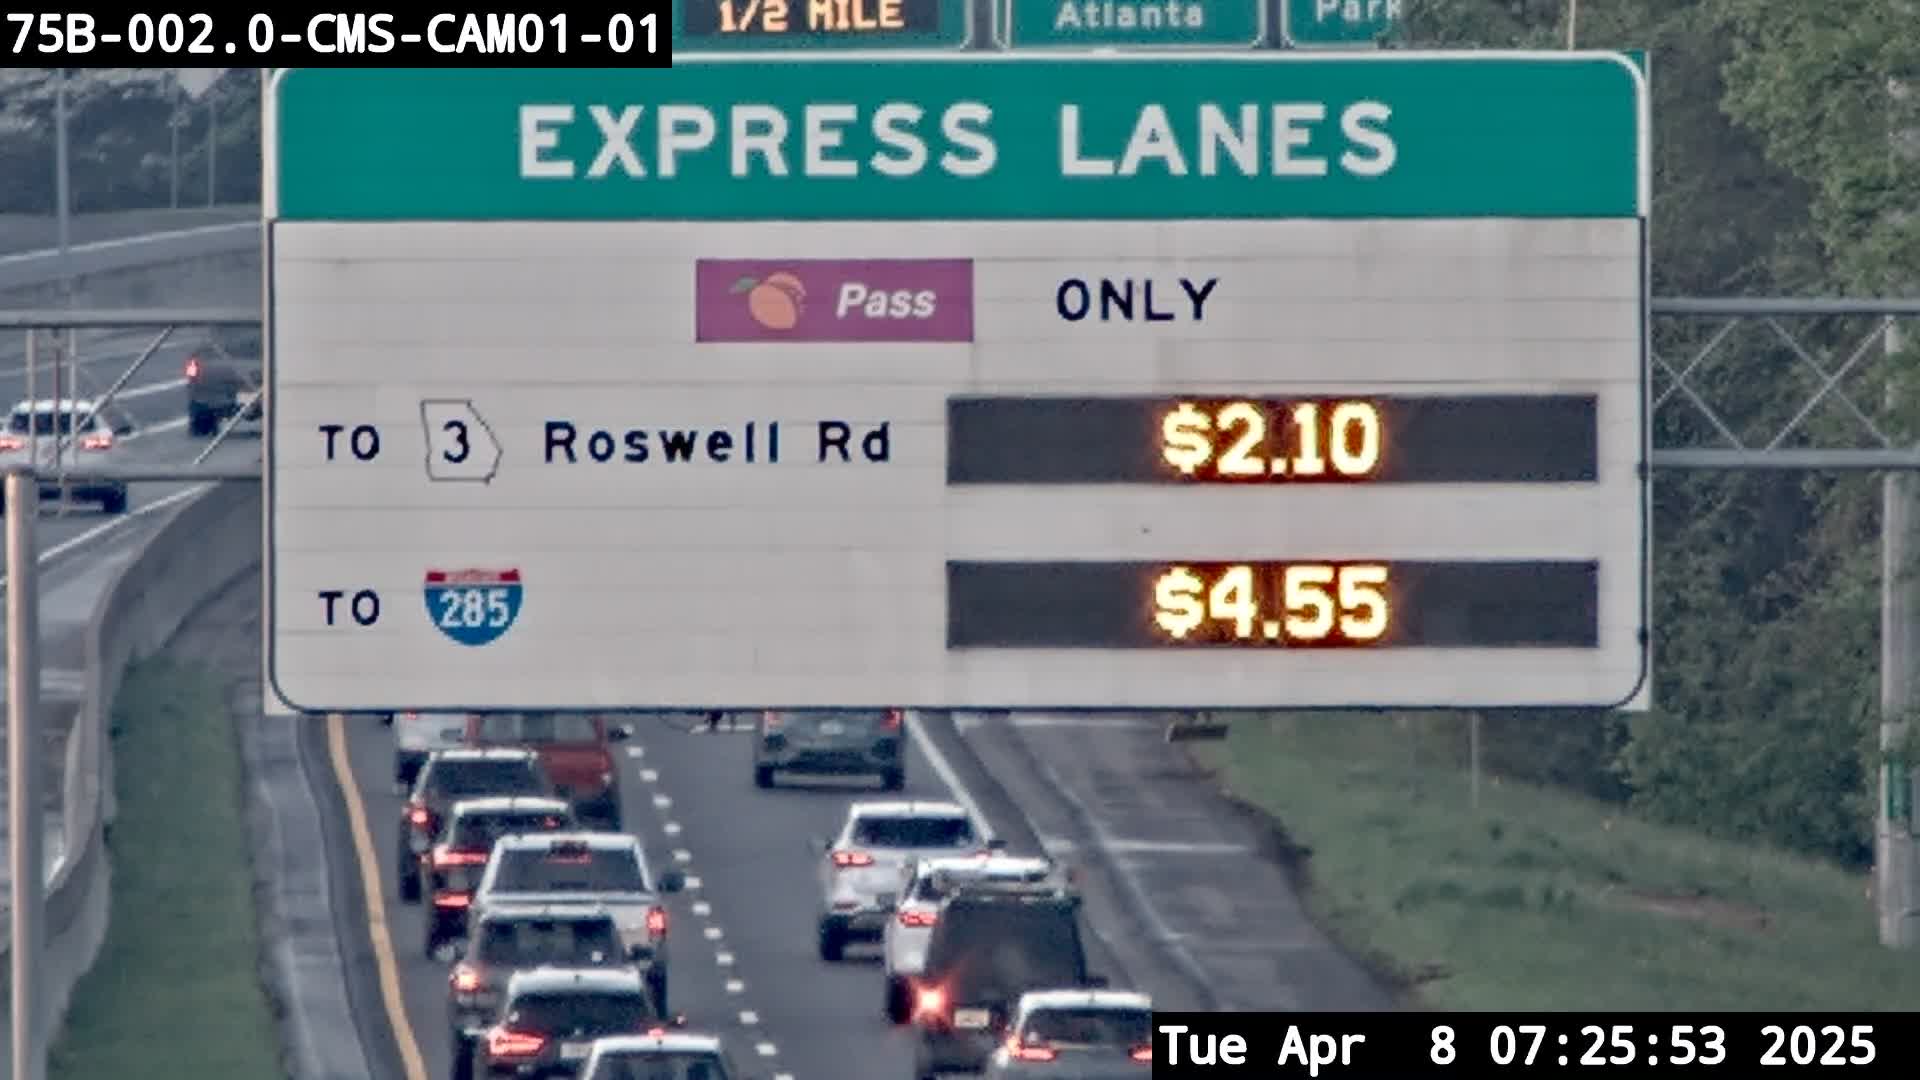 75B-002.0-CMS-CAM01-01
1/2 MILE
Atlanta
Park
EXPRESS LANES
Pass ONLY
TO 3 Roswell Rd $2.10
TO 285 $4.55
Tue Apr 8 07:25:53 2025